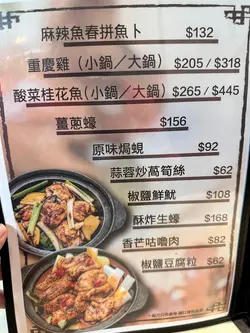 麻辣魚春拼魚卜 $132
重慶雞(小鍋／大鍋) $205 / $318
酸菜桂花魚(小鍋／大鍋) $265 / $445
薑蔥蠔 $156
原味焗蜆 $92
蒜蓉炒萵筍絲 $62
椒鹽鮮魷 $108
酥炸生蠔 $168
香芒咕嚕肉 $82
椒鹽豆腐粒 $62